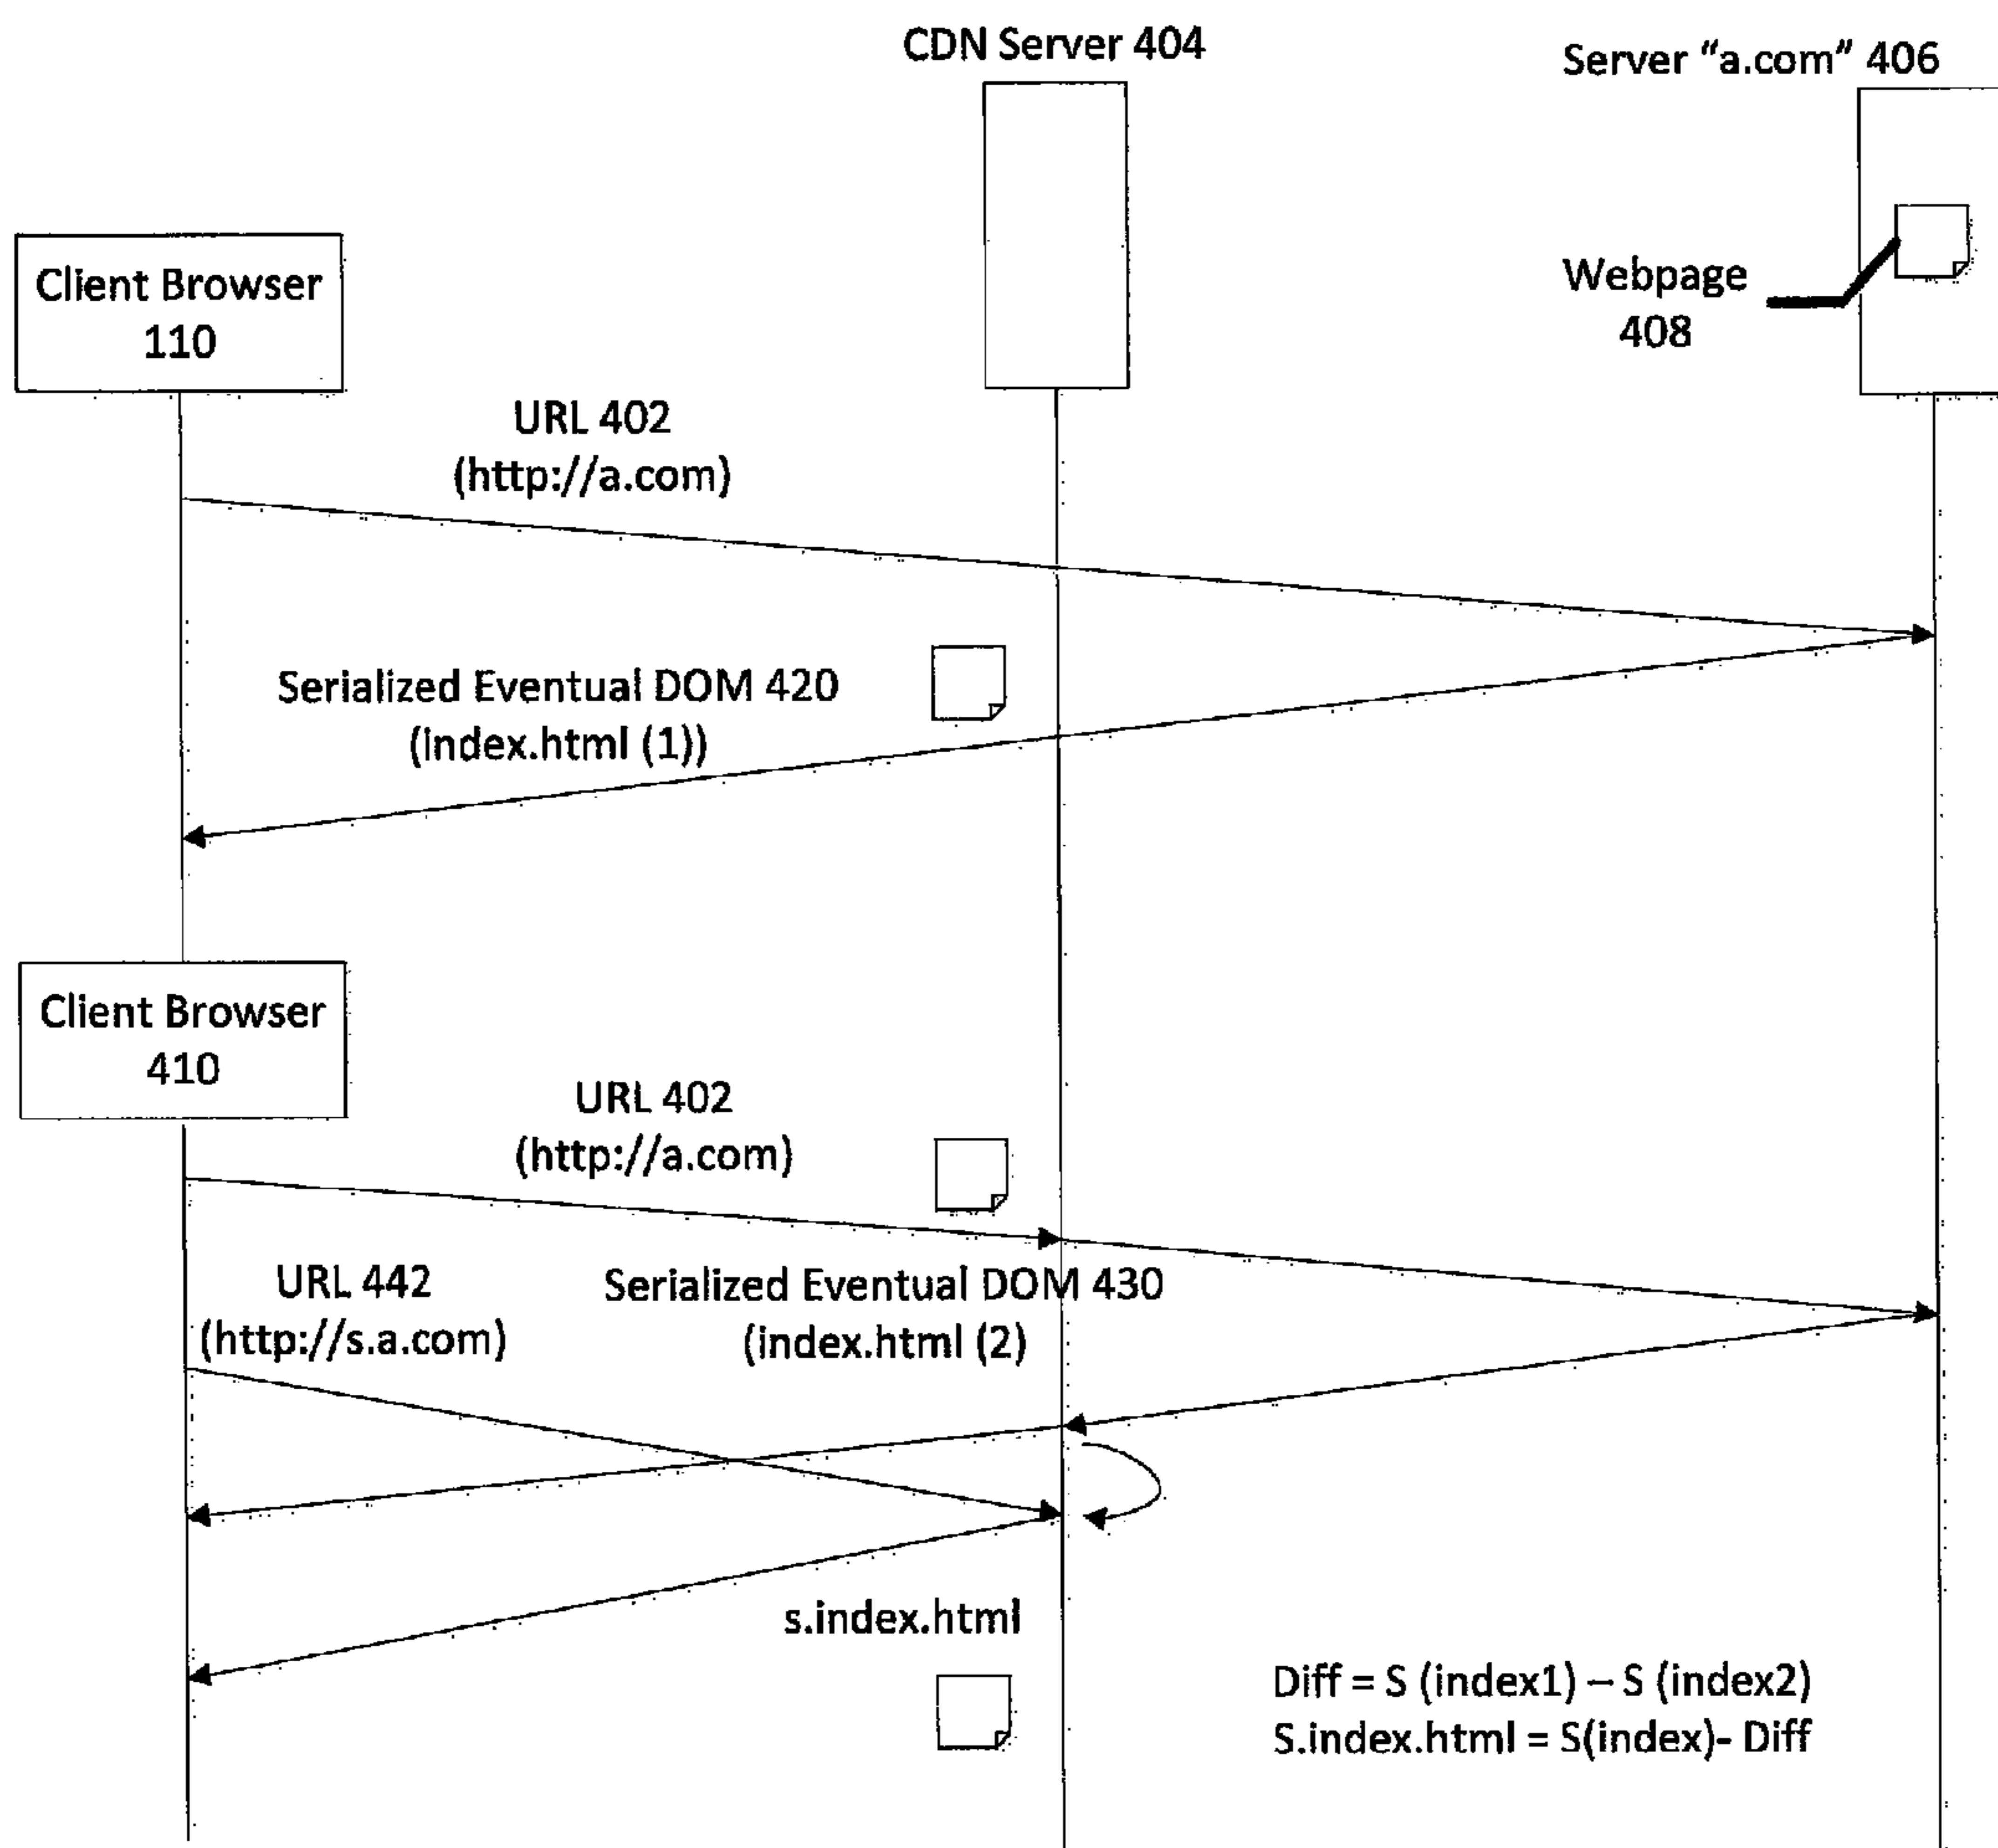 CDN Server 404
Server “a.com” 406
Client Browser
110
Webpage
408
URL 402
(http://a.com)
Serialized Eventual DOM 420
(index.html (1))
Client Browser
410
URL 402
(http://a.com)
URL 442
(http://s.a.com)
Serialized Eventual DOM 430
(index.html (2)
s.index.html
Diff = S (index1) – S (index2)
S.index.html = S(index)- Diff